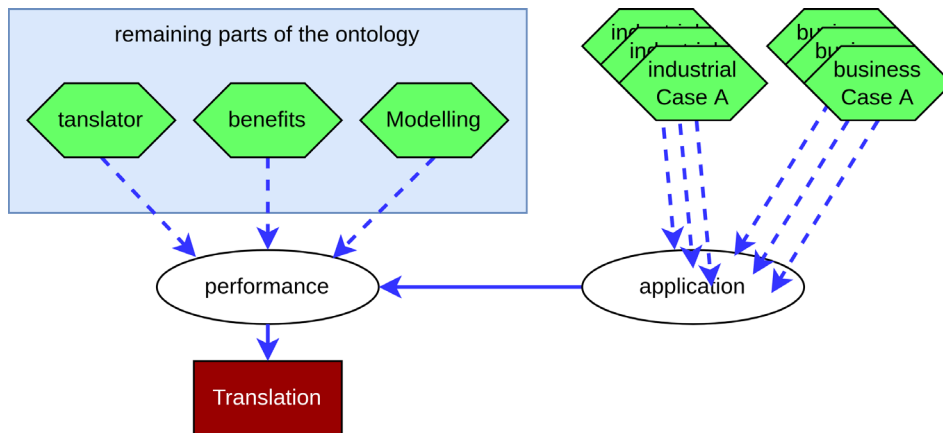 remaining parts of the ontology
tanslator
benefits
Modelling
industrial
Case A
business
Case A
performance
application
Translation